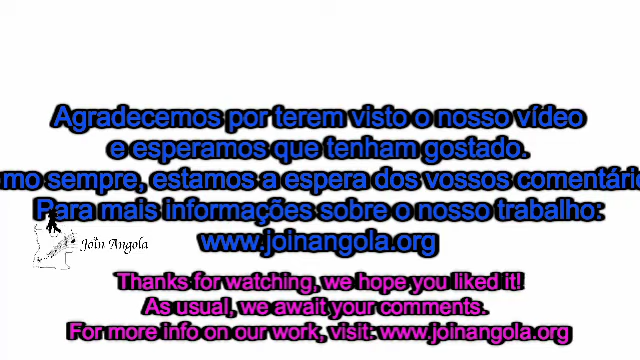 Agradecemos por terem visto o nosso vídeo
e esperamos que tenham gostado.
mo sempre, estamos a espera dos vossos comentário
Para mais informações sobre o nosso trabalho:
www.joinangola.org
Join Angola
Thanks for watching, we hope you liked it!
As usual, we await your comments.
For more info on our work, visit: www.joinangola.org